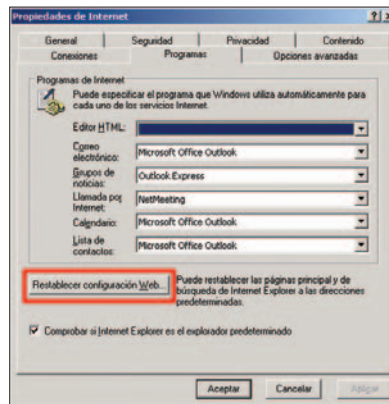 Propiedades de Internet
General Seguridad Privacidad Contenido
Conexiones Programas Opciones avanzadas
Programas de Internet
Puede especificar el programa que Windows utiliza automáticamente para
cada uno de los servicios Internet.
Editor HTML:
Correo
electrónico: Microsoft Office Outlook
Grupos de
noticias: Outlook Express
Llamada por
Internet: NetMeeting
Calendario: Microsoft Office Outlook
Lista de
contactos: Microsoft Office Outlook
Restablecer configuración Web...
Puede restablecer las páginas principal y de
búsqueda de Internet Explorer a las direcciones
predeterminadas.
Comprobar si Internet Explorer es el explorador predeterminado
Aceptar Cancelar Aplicar